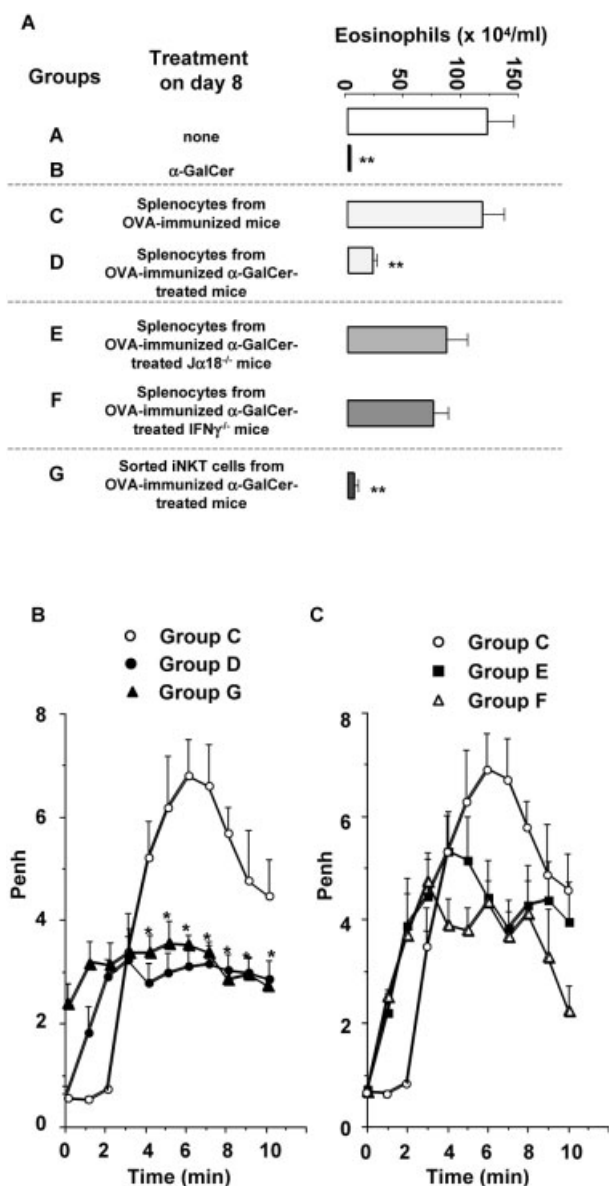 A
Eosinophils (x 10⁴/ml)
Groups
Treatment
on day 8
0
50
100
150
A
none
B
α-GalCer
**
C
Splenocytes from
OVA-immunized mice
D
Splenocytes from
OVA-immunized α-GalCer-
treated mice
**
E
Splenocytes from
OVA-immunized α-GalCer-
treated Jα18⁻/⁻ mice
F
Splenocytes from
OVA-immunized α-GalCer-
treated IFNγ⁻/⁻ mice
G
Sorted iNKT cells from
OVA-immunized α-GalCer-
treated mice
**
B
Group C
Group D
Group G
8
6
4
2
0
Penh
* * * * * * *
0 2 4 6 8 10
Time (min)
C
Group C
Group E
Group F
8
6
4
2
0
Penh
0 2 4 6 8 10
Time (min)